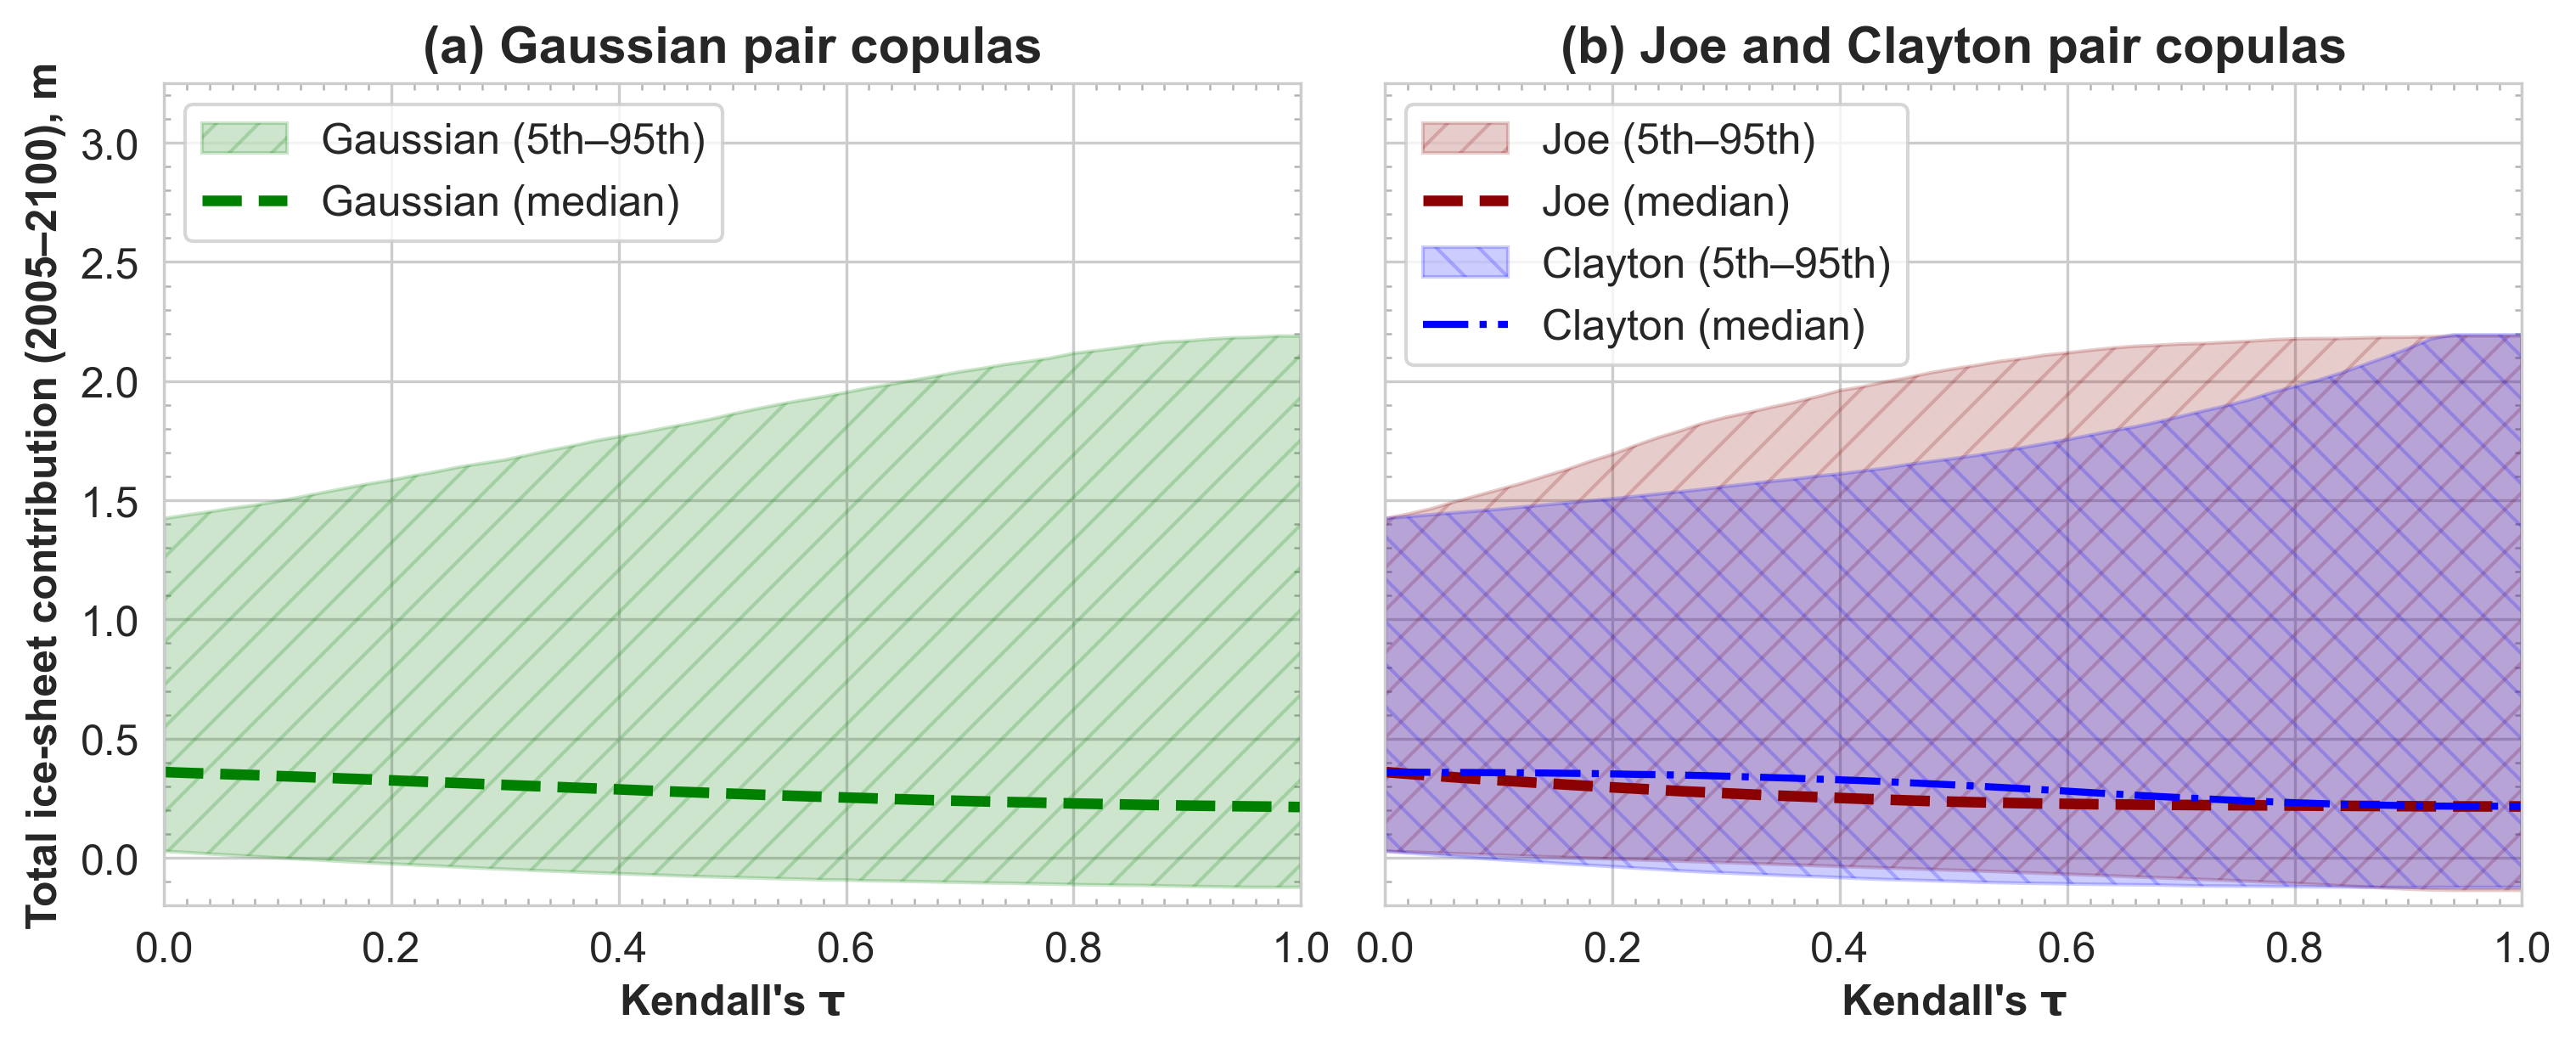 (a) Gaussian pair copulas
Total ice-sheet contribution (2005–2100), m
3.0
2.5
2.0
1.5
1.0
0.5
0.0
Gaussian (5th–95th)
Gaussian (median)
0.0 0.2 0.4 0.6 0.8 1.0
Kendall's τ
(b) Joe and Clayton pair copulas
Joe (5th–95th)
Joe (median)
Clayton (5th–95th)
Clayton (median)
0.0 0.2 0.4 0.6 0.8 1.0
Kendall's τ